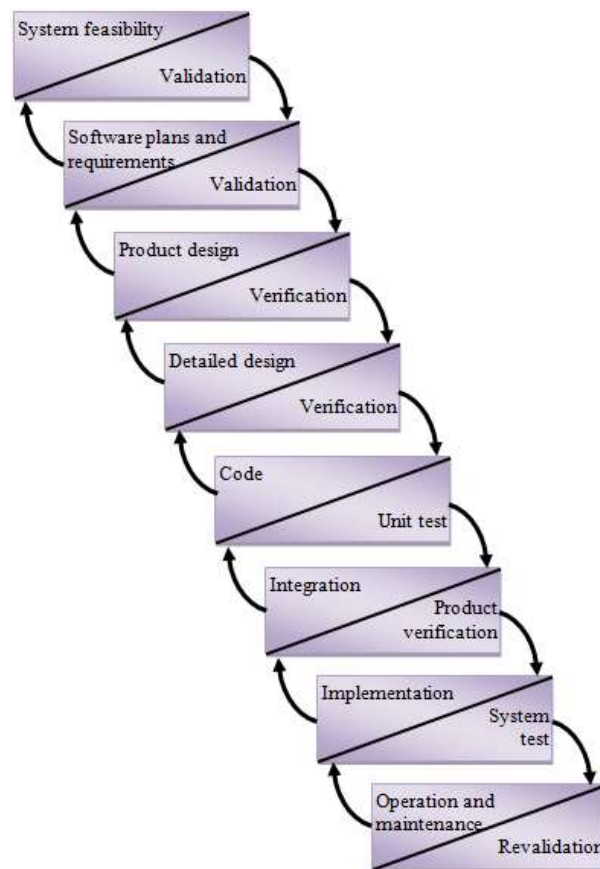 System feasibility
Validation
Software plans and
requirements
Validation
Product design
Verification
Detailed design
Verification
Code
Unit test
Integration
Product
verification
Implementation
System
test
Operation and
maintenance
Revalidation